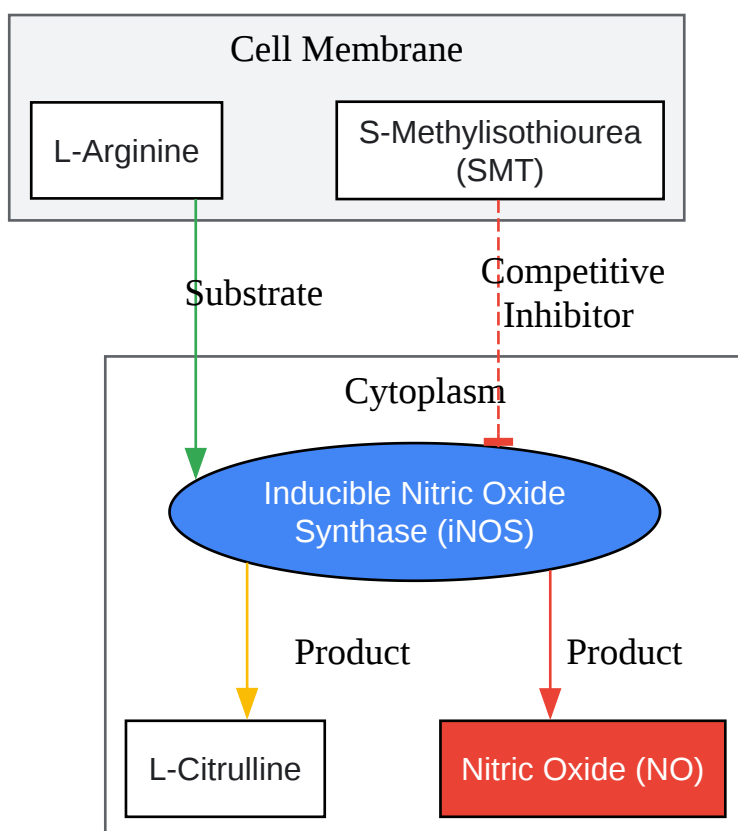 Cell Membrane
L-Arginine
S-Methylisothiourea
(SMT)
Substrate
Competitive
Inhibitor
Cytoplasm
Inducible Nitric Oxide
Synthase (iNOS)
Product
Product
L-Citrulline
Nitric Oxide (NO)